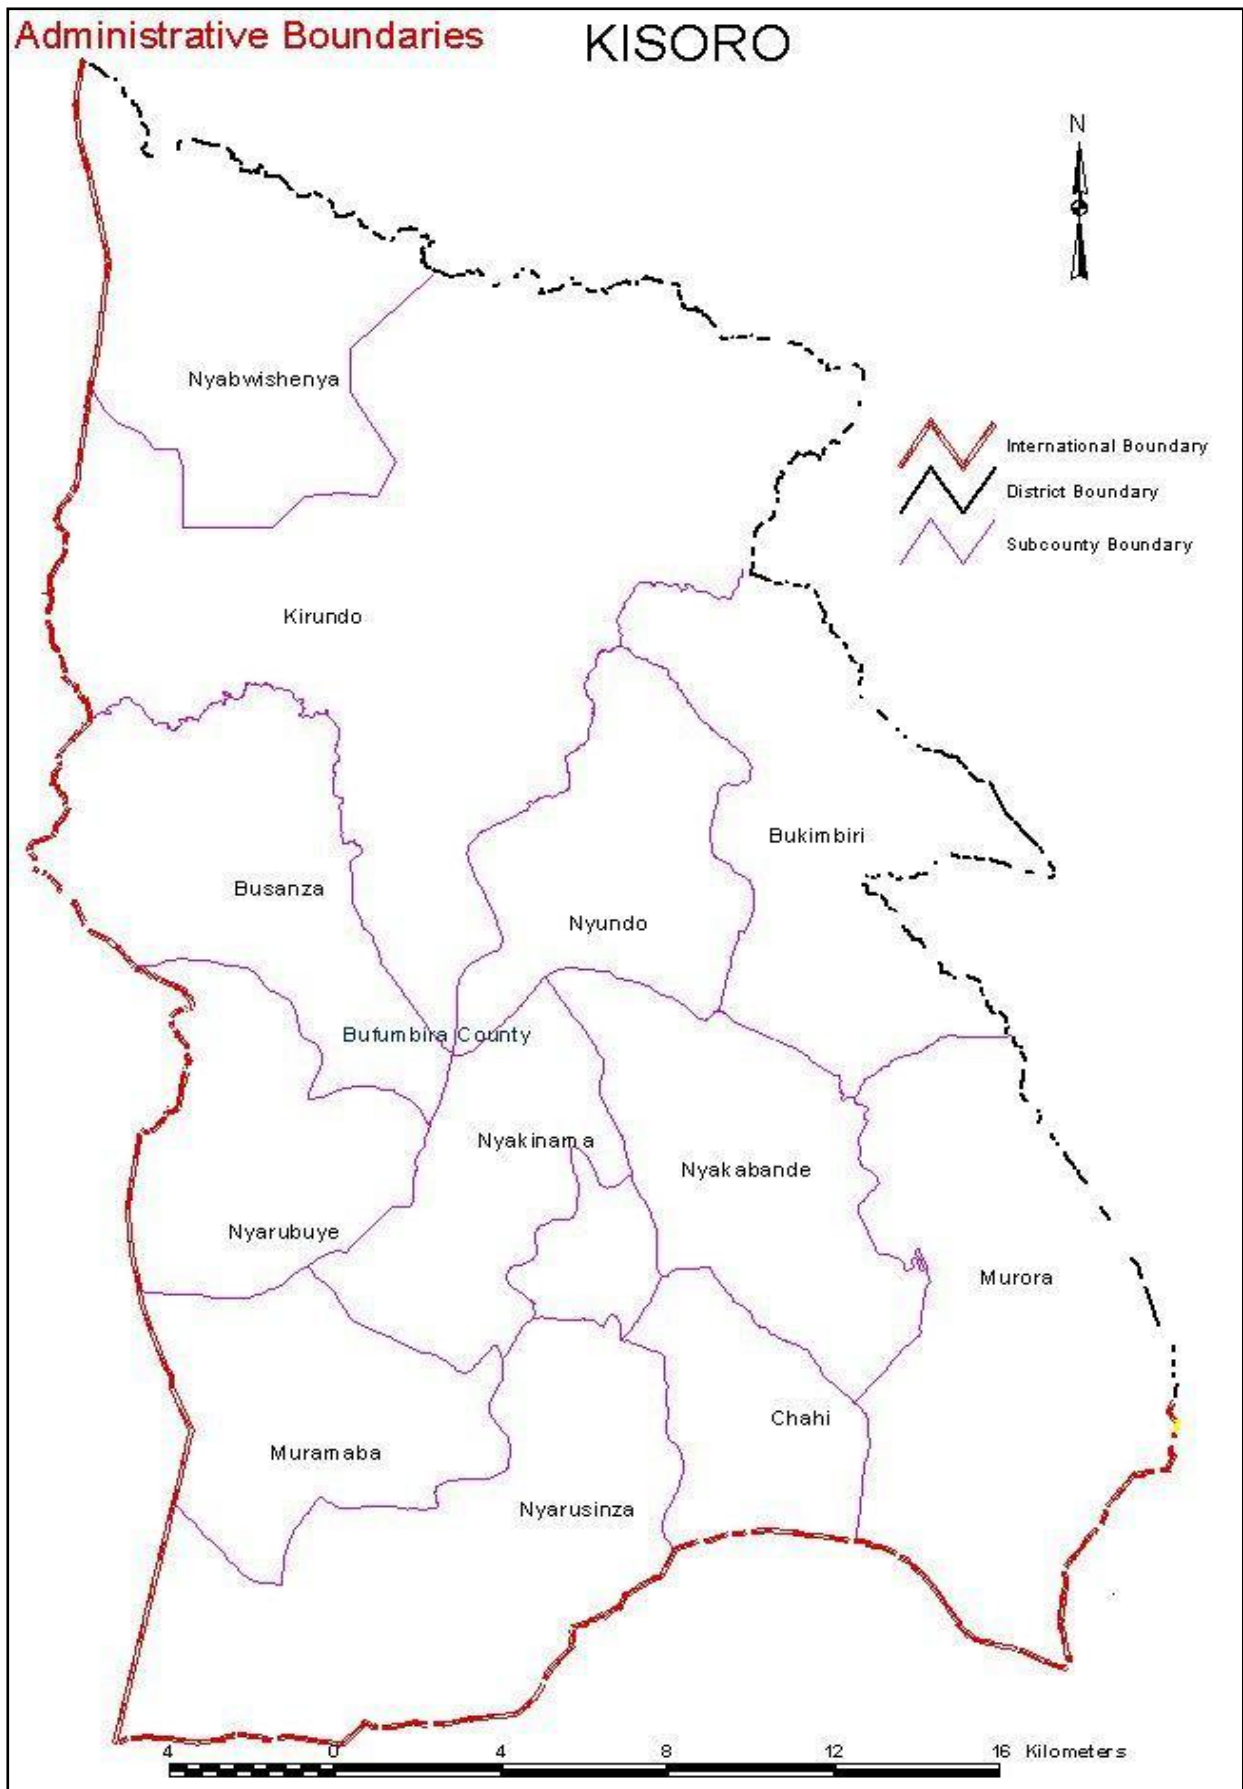 Administrative Boundaries
KISORO
N
Nyabwishenya
International Boundary
District Boundary
Subcounty Boundary
Kirundo
Bukimbiri
Busanza
Nyundo
Bufumbira County
Nyakinama
Nyakabande
Nyarubuye
Murora
Chahi
Muramaba
Nyarusinza
4 0 4 8 12 16 Kilometers